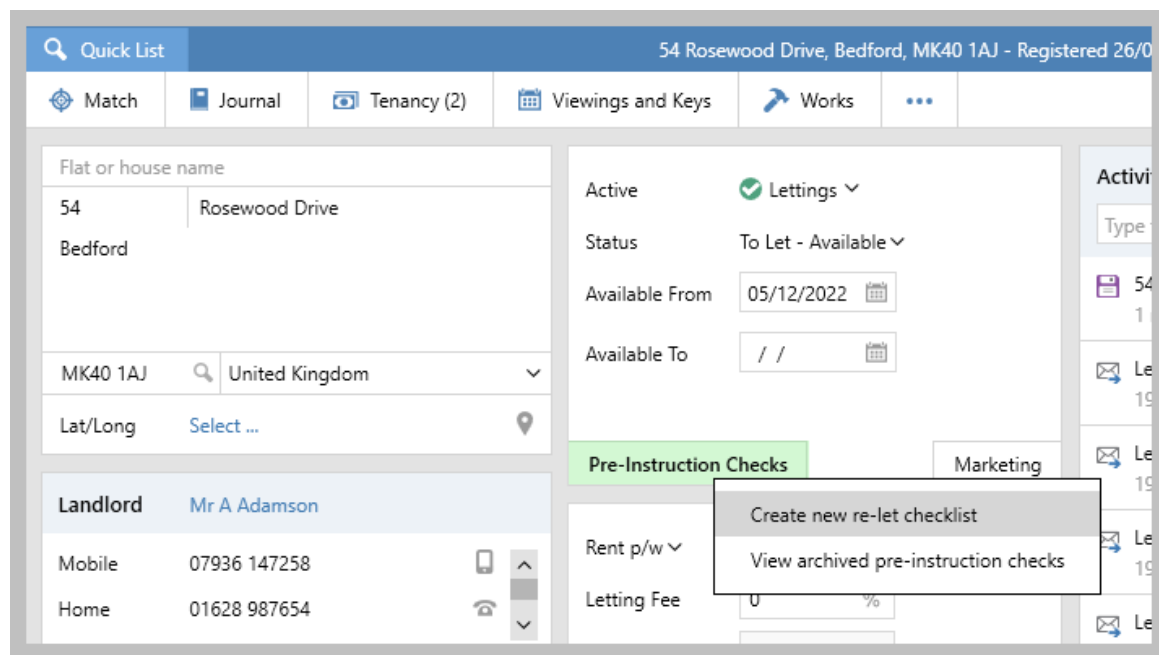 Quick List
54 Rosewood Drive, Bedford, MK40 1AJ - Registered 26/0
Match
Journal
Tenancy (2)
Viewings and Keys
Works
Flat or house name
54
Rosewood Drive
Bedford
MK40 1AJ
United Kingdom
Lat/Long
Select ...
Landlord
Mr A Adamson
Mobile
07936 147258
Home
01628 987654
Active
Lettings
Status
To Let - Available
Available From
05/12/2022
Available To
/ /
Pre-Instruction Checks
Marketing
Create new re-let checklist
View archived pre-instruction checks
Rent p/w
Letting Fee
0
%
Activi
Type
54
1
Le
19
Le
19
Le
19
Le